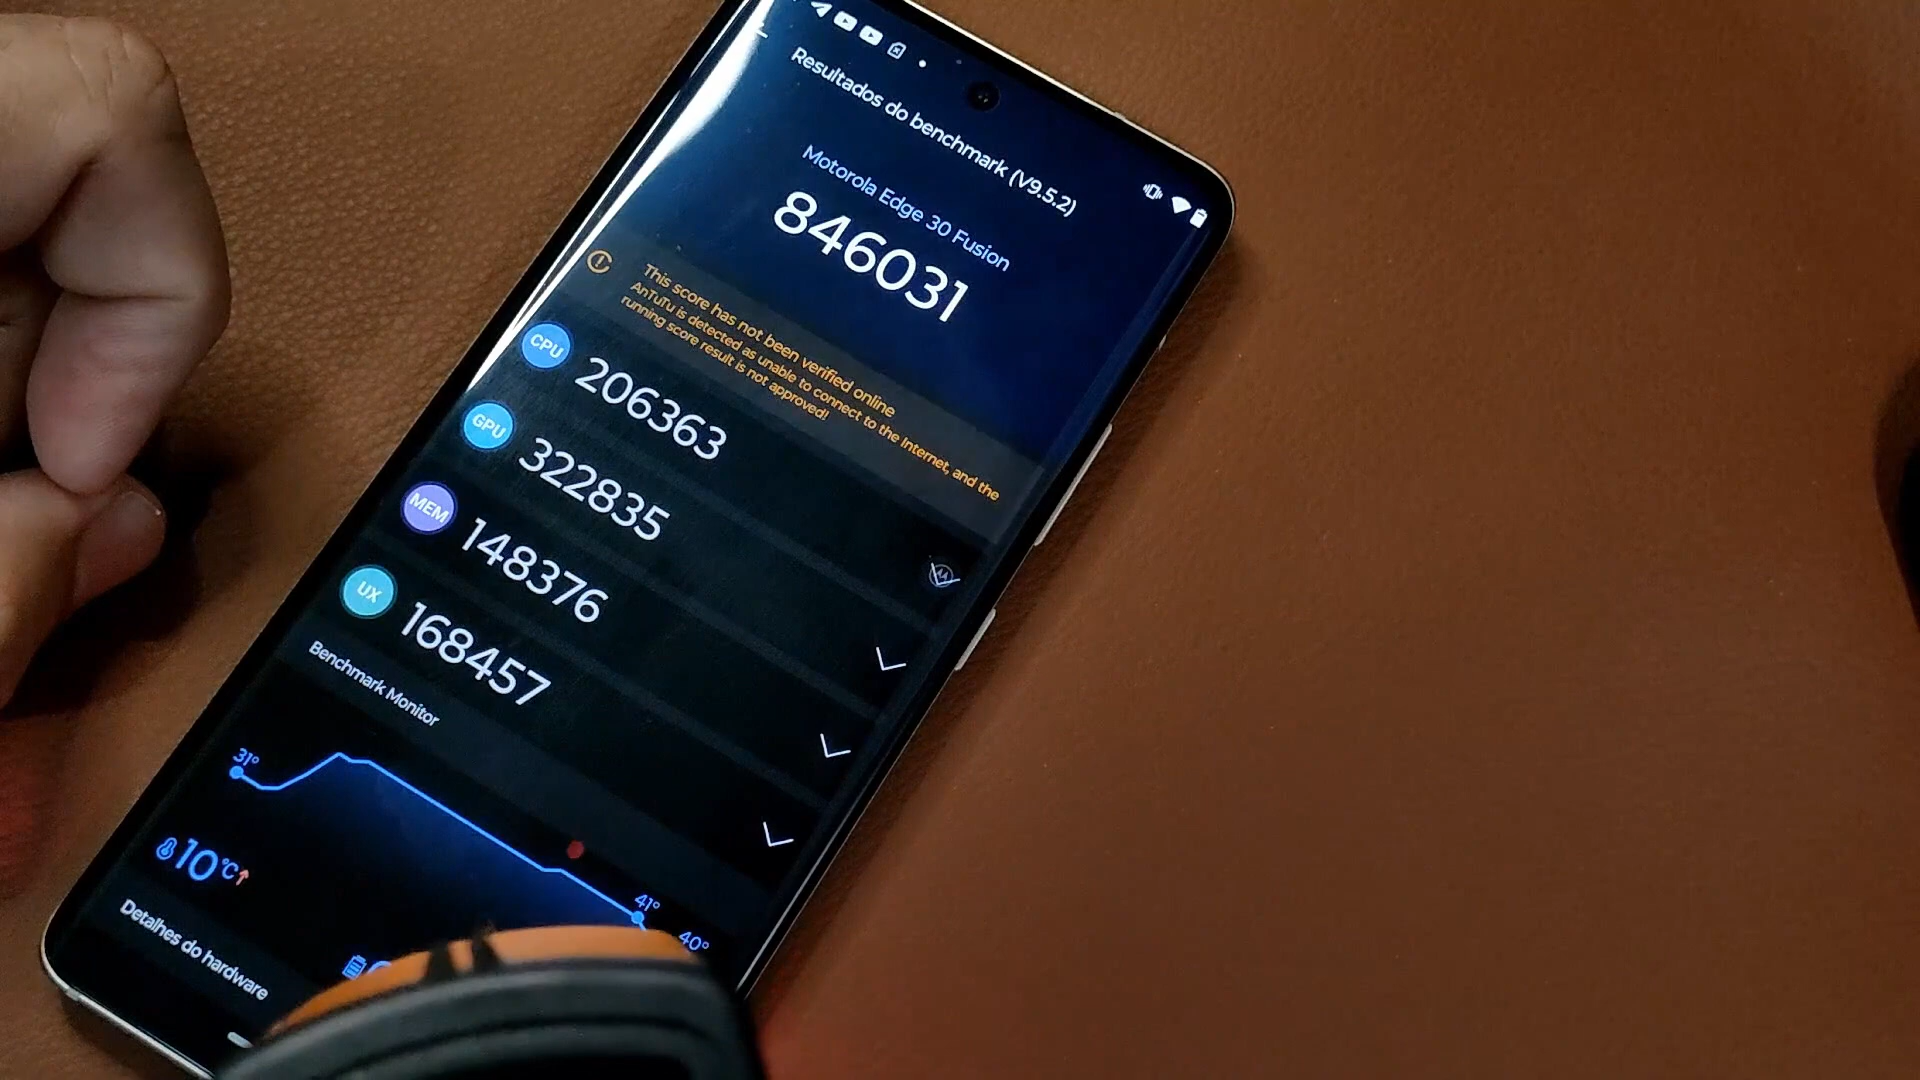 Resultados do benchmark (V9.5.2)
Motorola Edge 30 Fusion
846031
This score has not been verified online
AnTuTu is detected as unable to connect to the Internet, and the
running score result is not approved!
CPU
206363
GPU
322835
MEM
148376
UX
168457
Benchmark Monitor
31°
41°
40°
10°C↑
Detalhes do hardware